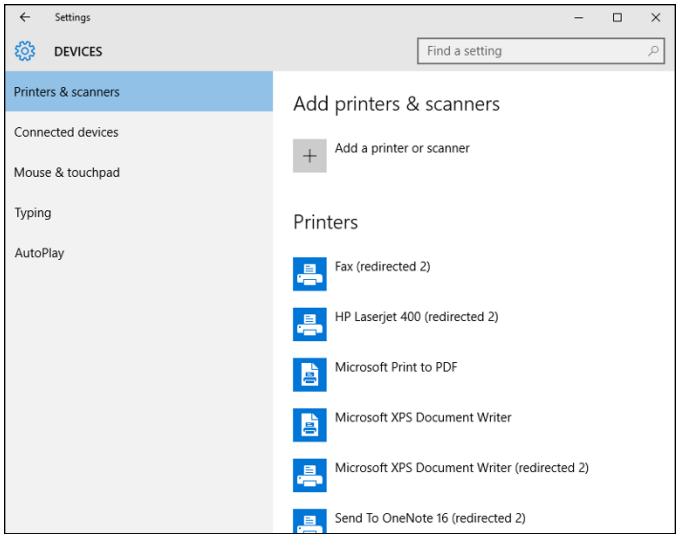 Settings
DEVICES
Find a setting
Printers & scanners
Connected devices
Mouse & touchpad
Typing
AutoPlay
Add printers & scanners
Add a printer or scanner
Printers
Fax (redirected 2)
HP Laserjet 400 (redirected 2)
Microsoft Print to PDF
Microsoft XPS Document Writer
Microsoft XPS Document Writer (redirected 2)
Send To OneNote 16 (redirected 2)